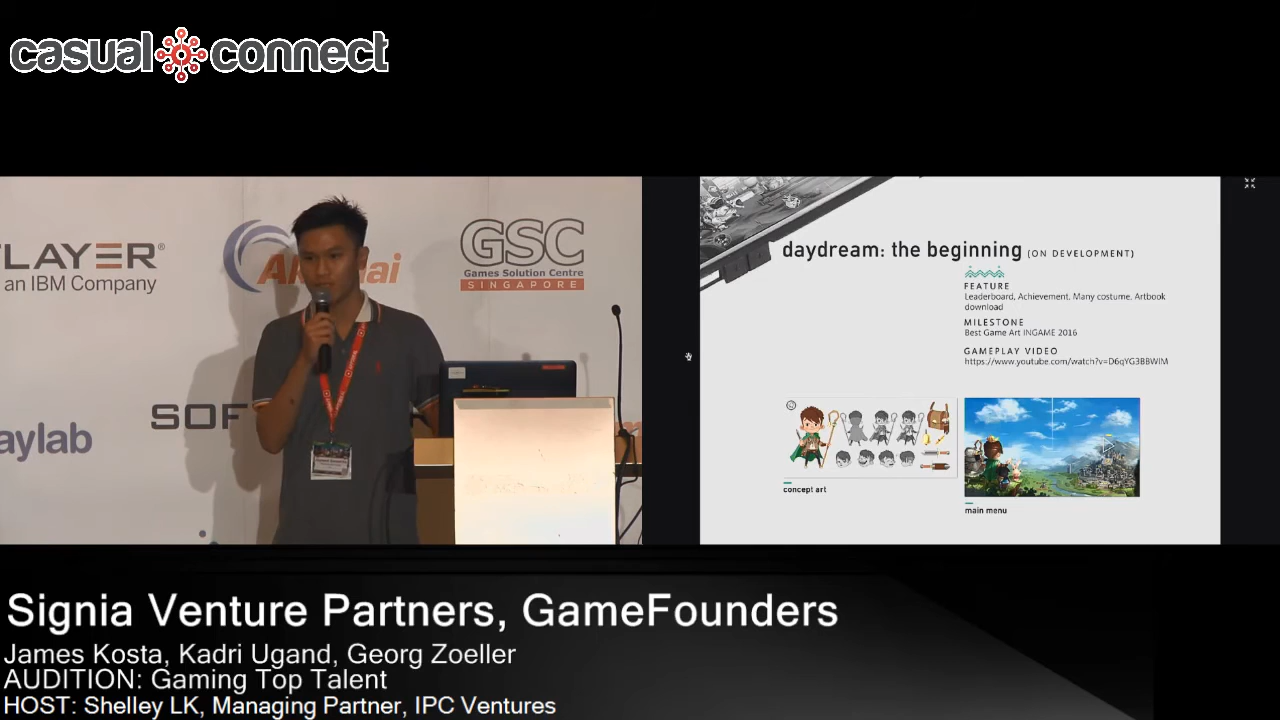 casual connect
LAYER®
an IBM Company
GSC
Games Solution Centre
SINGAPORE
SOF
aylab
daydream: the beginning (ON DEVELOPMENT)
FEATURE
Leaderboard, Achievement. Many costume. Artbook
download
MILESTONE
Best Game Art INGAME 2016
GAMEPLAY VIDEO
https://www.youtube.com/watch?v=D6qYG3BBWIM
concept art
main menu
Signia Venture Partners, GameFounders
James Kosta, Kadri Ugand, Georg Zoeller
AUDITION: Gaming Top Talent
HOST: Shelley LK, Managing Partner, IPC Ventures